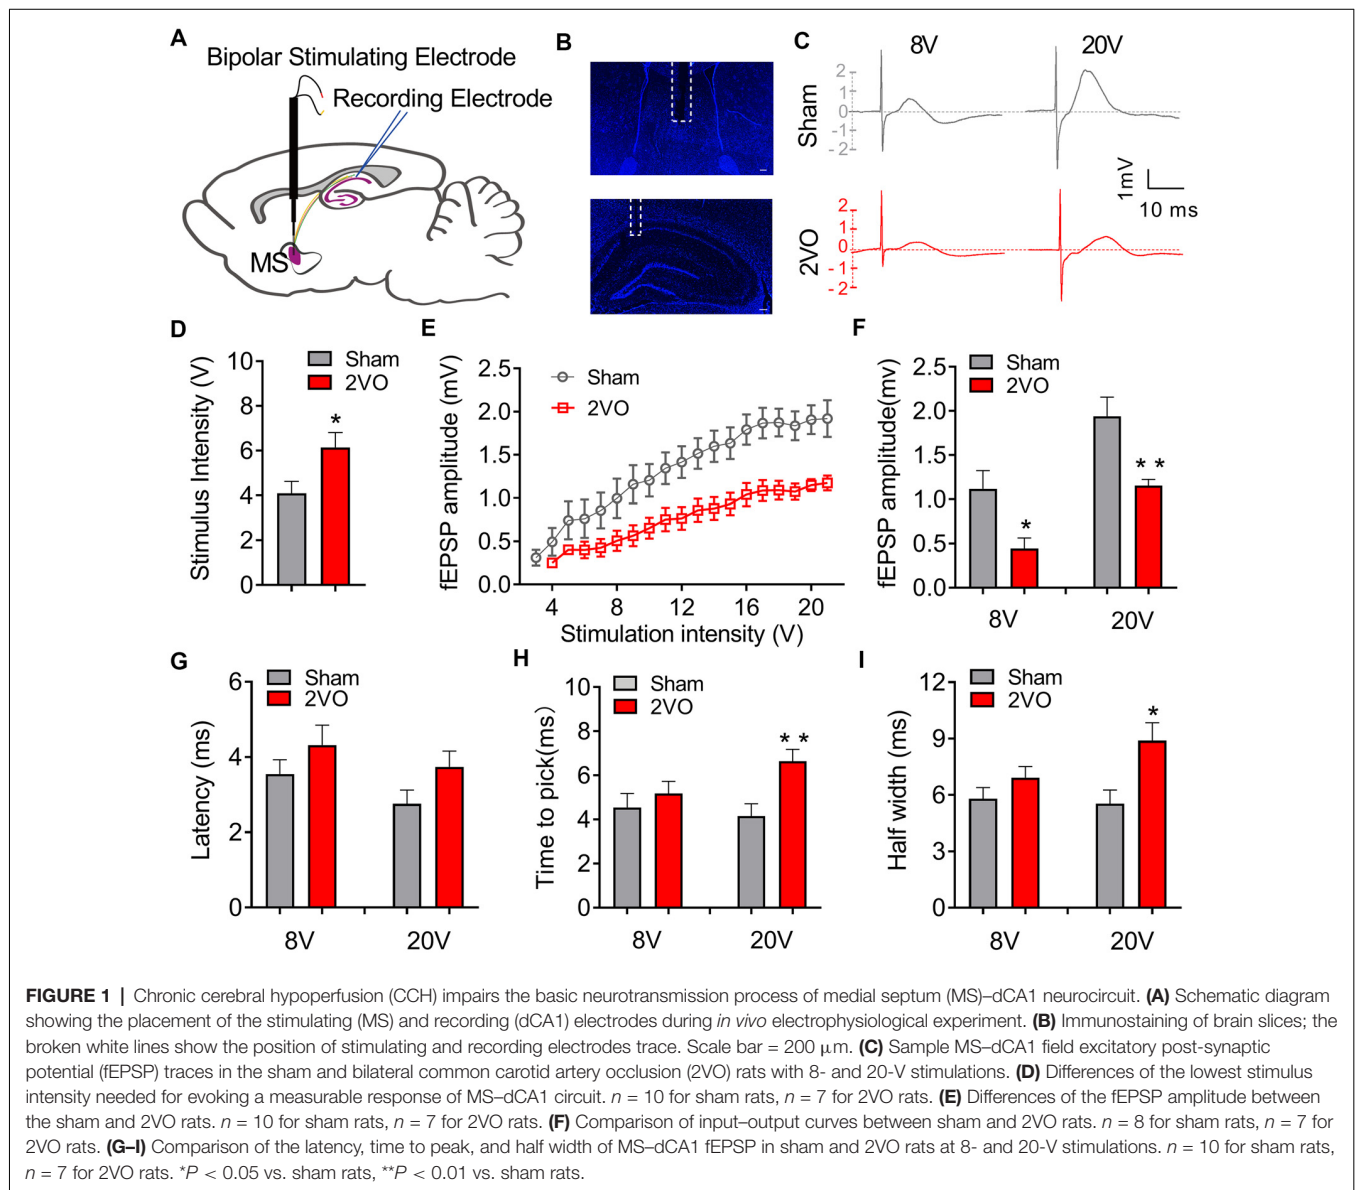 A
Bipolar Stimulating Electrode
Recording Electrode
MS
B
C
8V
20V
Sham
2
1
0
-1
-2
2VO
2
1
0
-1
-2
1mV
10 ms
D
Stimulus Intensity (V)
10
8
6
4
2
0
Sham
2VO
*
E
fEPSP amplitude (mV)
2.5
2.0
1.5
1.0
0.5
0.0
Sham
2VO
4 8 12 16 20
Stimulation intensity (V)
F
fEPSP amplitude(mv)
2.5
2.0
1.5
1.0
0.5
0.0
Sham
2VO
*
* *
8V 20V
G
Latency (ms)
6
4
2
0
Sham
2VO
8V 20V
H
Time to pick(ms)
10
8
6
4
2
0
Sham
2VO
* *
8V 20V
I
Half width (ms)
12
9
6
3
0
Sham
2VO
*
8V 20V
FIGURE 1 | Chronic cerebral hypoperfusion (CCH) impairs the basic neurotransmission process of medial septum (MS)–dCA1 neurocircuit. (A) Schematic diagram
showing the placement of the stimulating (MS) and recording (dCA1) electrodes during in vivo electrophysiological experiment. (B) Immunostaining of brain slices; the
broken white lines show the position of stimulating and recording electrodes trace. Scale bar = 200 μm. (C) Sample MS–dCA1 field excitatory post-synaptic
potential (fEPSP) traces in the sham and bilateral common carotid artery occlusion (2VO) rats with 8- and 20-V stimulations. (D) Differences of the lowest stimulus
intensity needed for evoking a measurable response of MS–dCA1 circuit. n = 10 for sham rats, n = 7 for 2VO rats. (E) Differences of the fEPSP amplitude between
the sham and 2VO rats. n = 10 for sham rats, n = 7 for 2VO rats. (F) Comparison of input–output curves between sham and 2VO rats. n = 8 for sham rats, n = 7 for
2VO rats. (G–I) Comparison of the latency, time to peak, and half width of MS–dCA1 fEPSP in sham and 2VO rats at 8- and 20-V stimulations. n = 10 for sham rats,
n = 7 for 2VO rats. *P < 0.05 vs. sham rats, **P < 0.01 vs. sham rats.